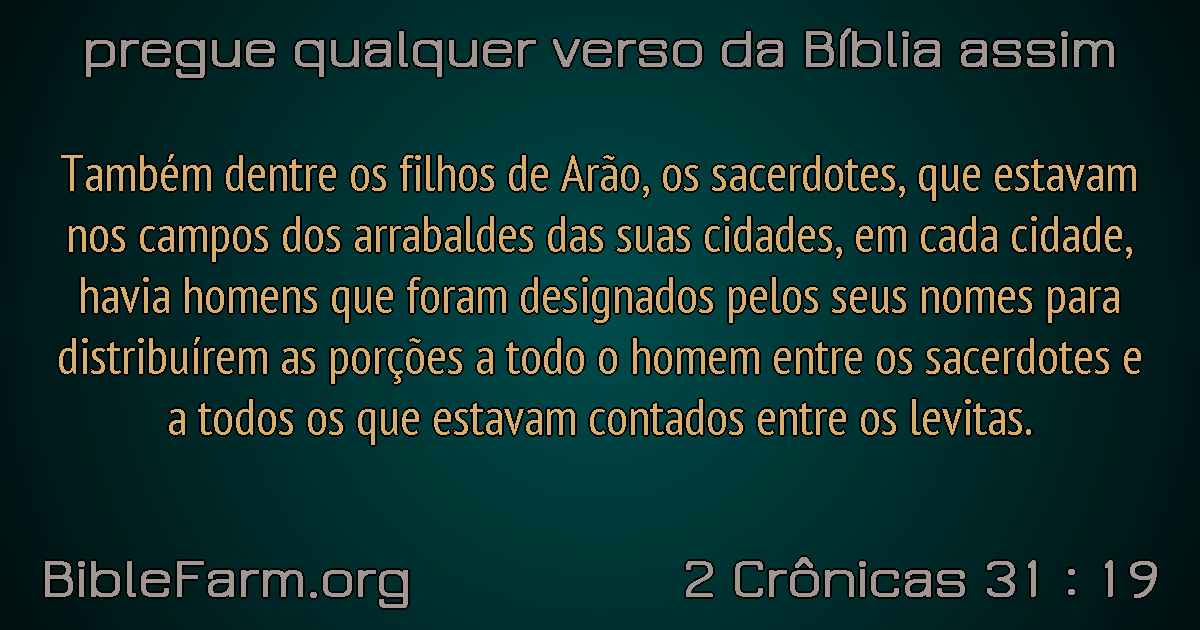 pregue qualquer verso da Bíblia assim
Também dentre os filhos de Arão, os sacerdotes, que estavam
nos campos dos arrabaldes das suas cidades, em cada cidade,
havia homens que foram designados pelos seus nomes para
distribuírem as porções a todo o homem entre os sacerdotes e
a todos os que estavam contados entre os levitas.
BibleFarm.org
2 Crônicas 31 : 19